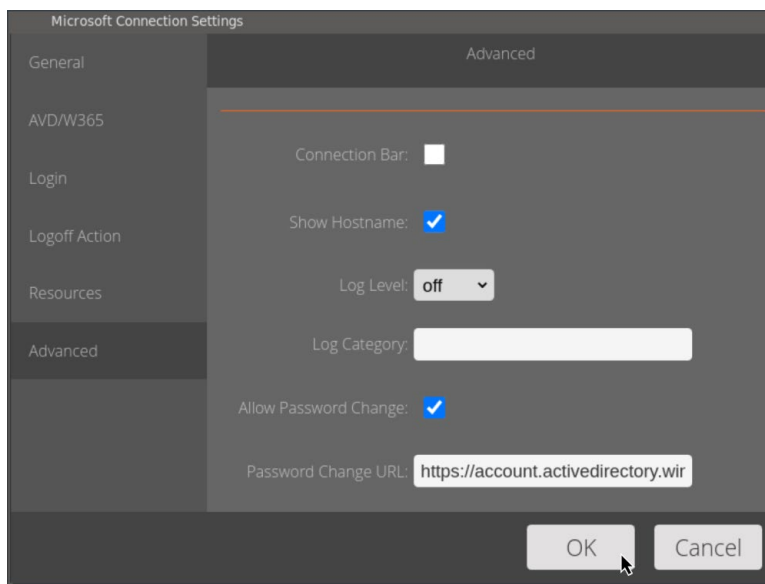 Microsoft Connection Settings
General
Advanced
AVD/W365
Login
Logoff Action
Resources
Advanced
Connection Bar:
Show Hostname:
Log Level: off
Log Category:
Allow Password Change:
Password Change URL: https://account.activedirectory.wir
OK Cancel